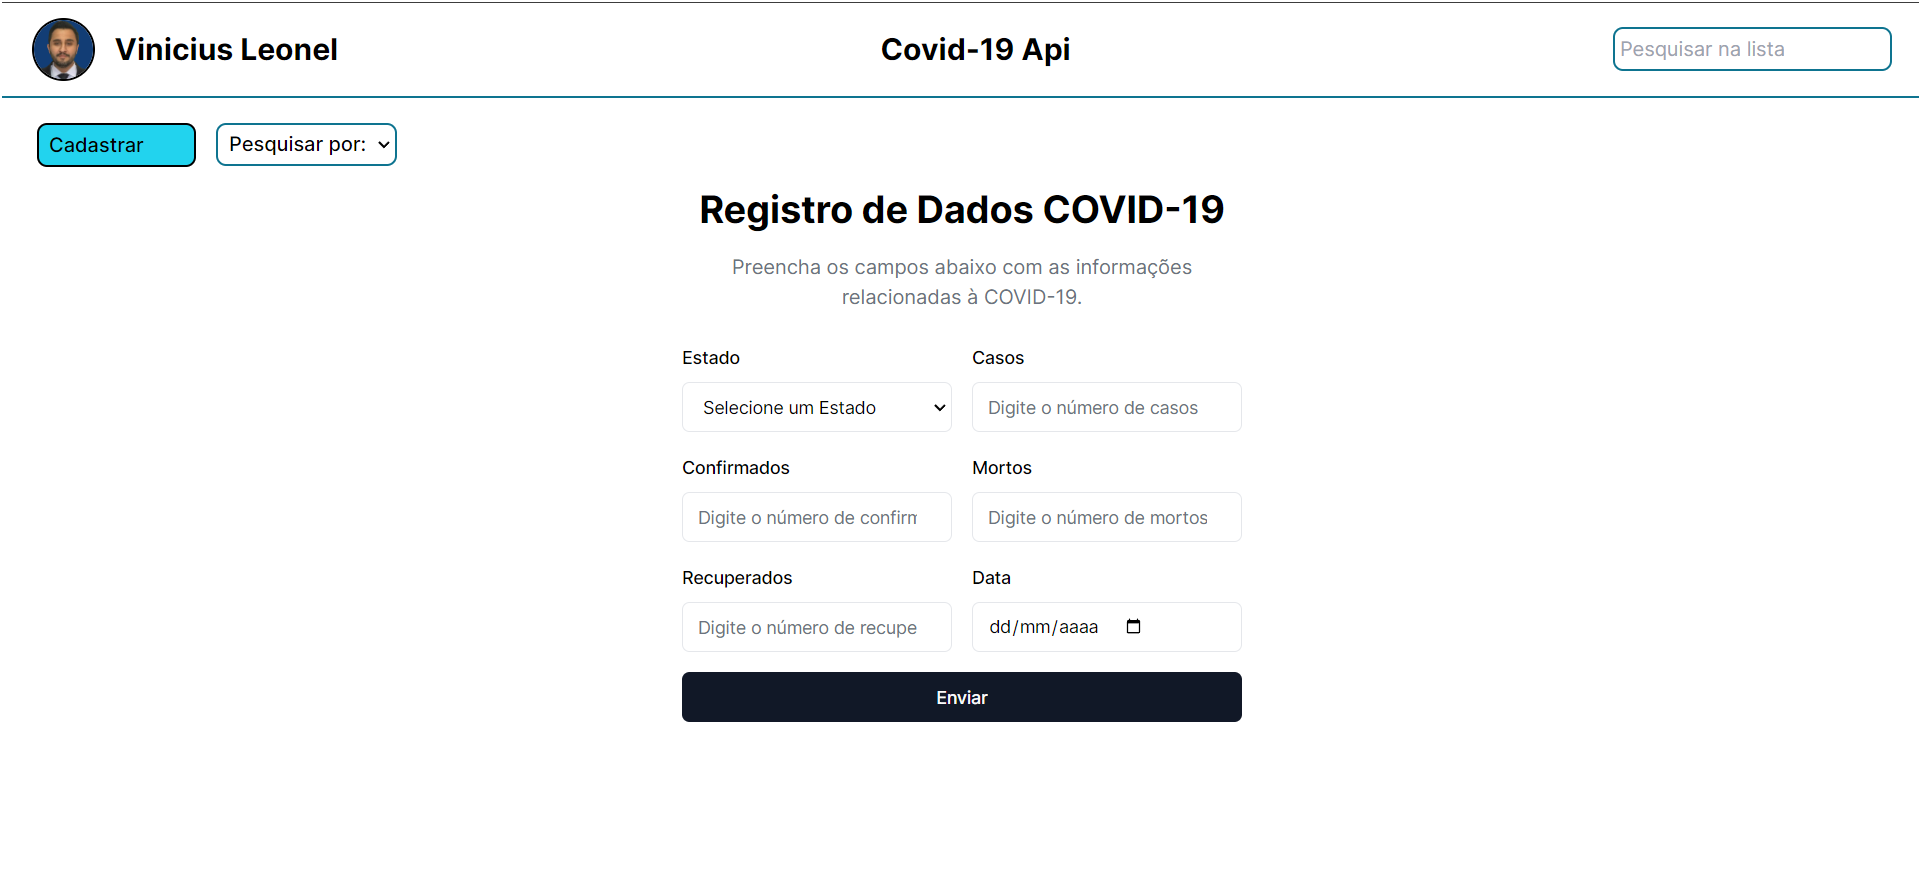 Vinicius Leonel
Covid-19 Api
Pesquisar na lista
Cadastrar
Pesquisar por:
Registro de Dados COVID-19
Preencha os campos abaixo com as informações
relacionadas à COVID-19.
Estado
Casos
Selecione um Estado
Digite o número de casos
Confirmados
Mortos
Digite o número de confirm
Digite o número de mortos
Recuperados
Data
Digite o número de recupe
dd/mm/aaaa
Enviar